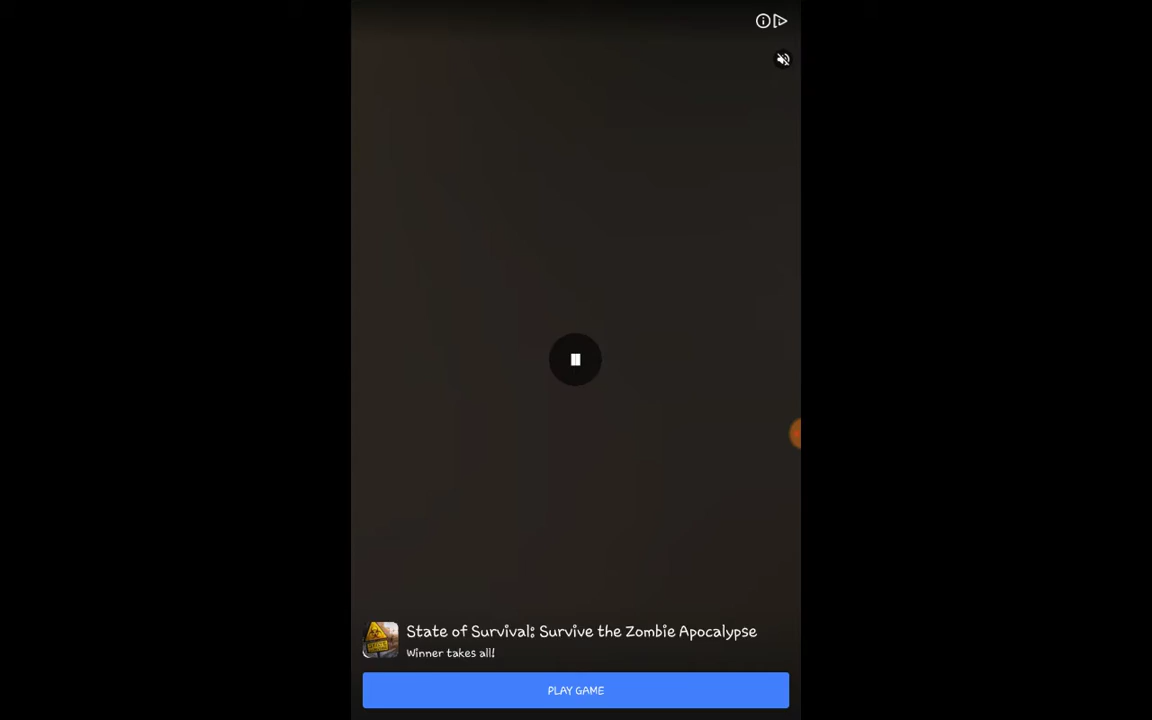 State of Survival: Survive the Zombie Apocalypse
Winner takes all!
PLAY GAME